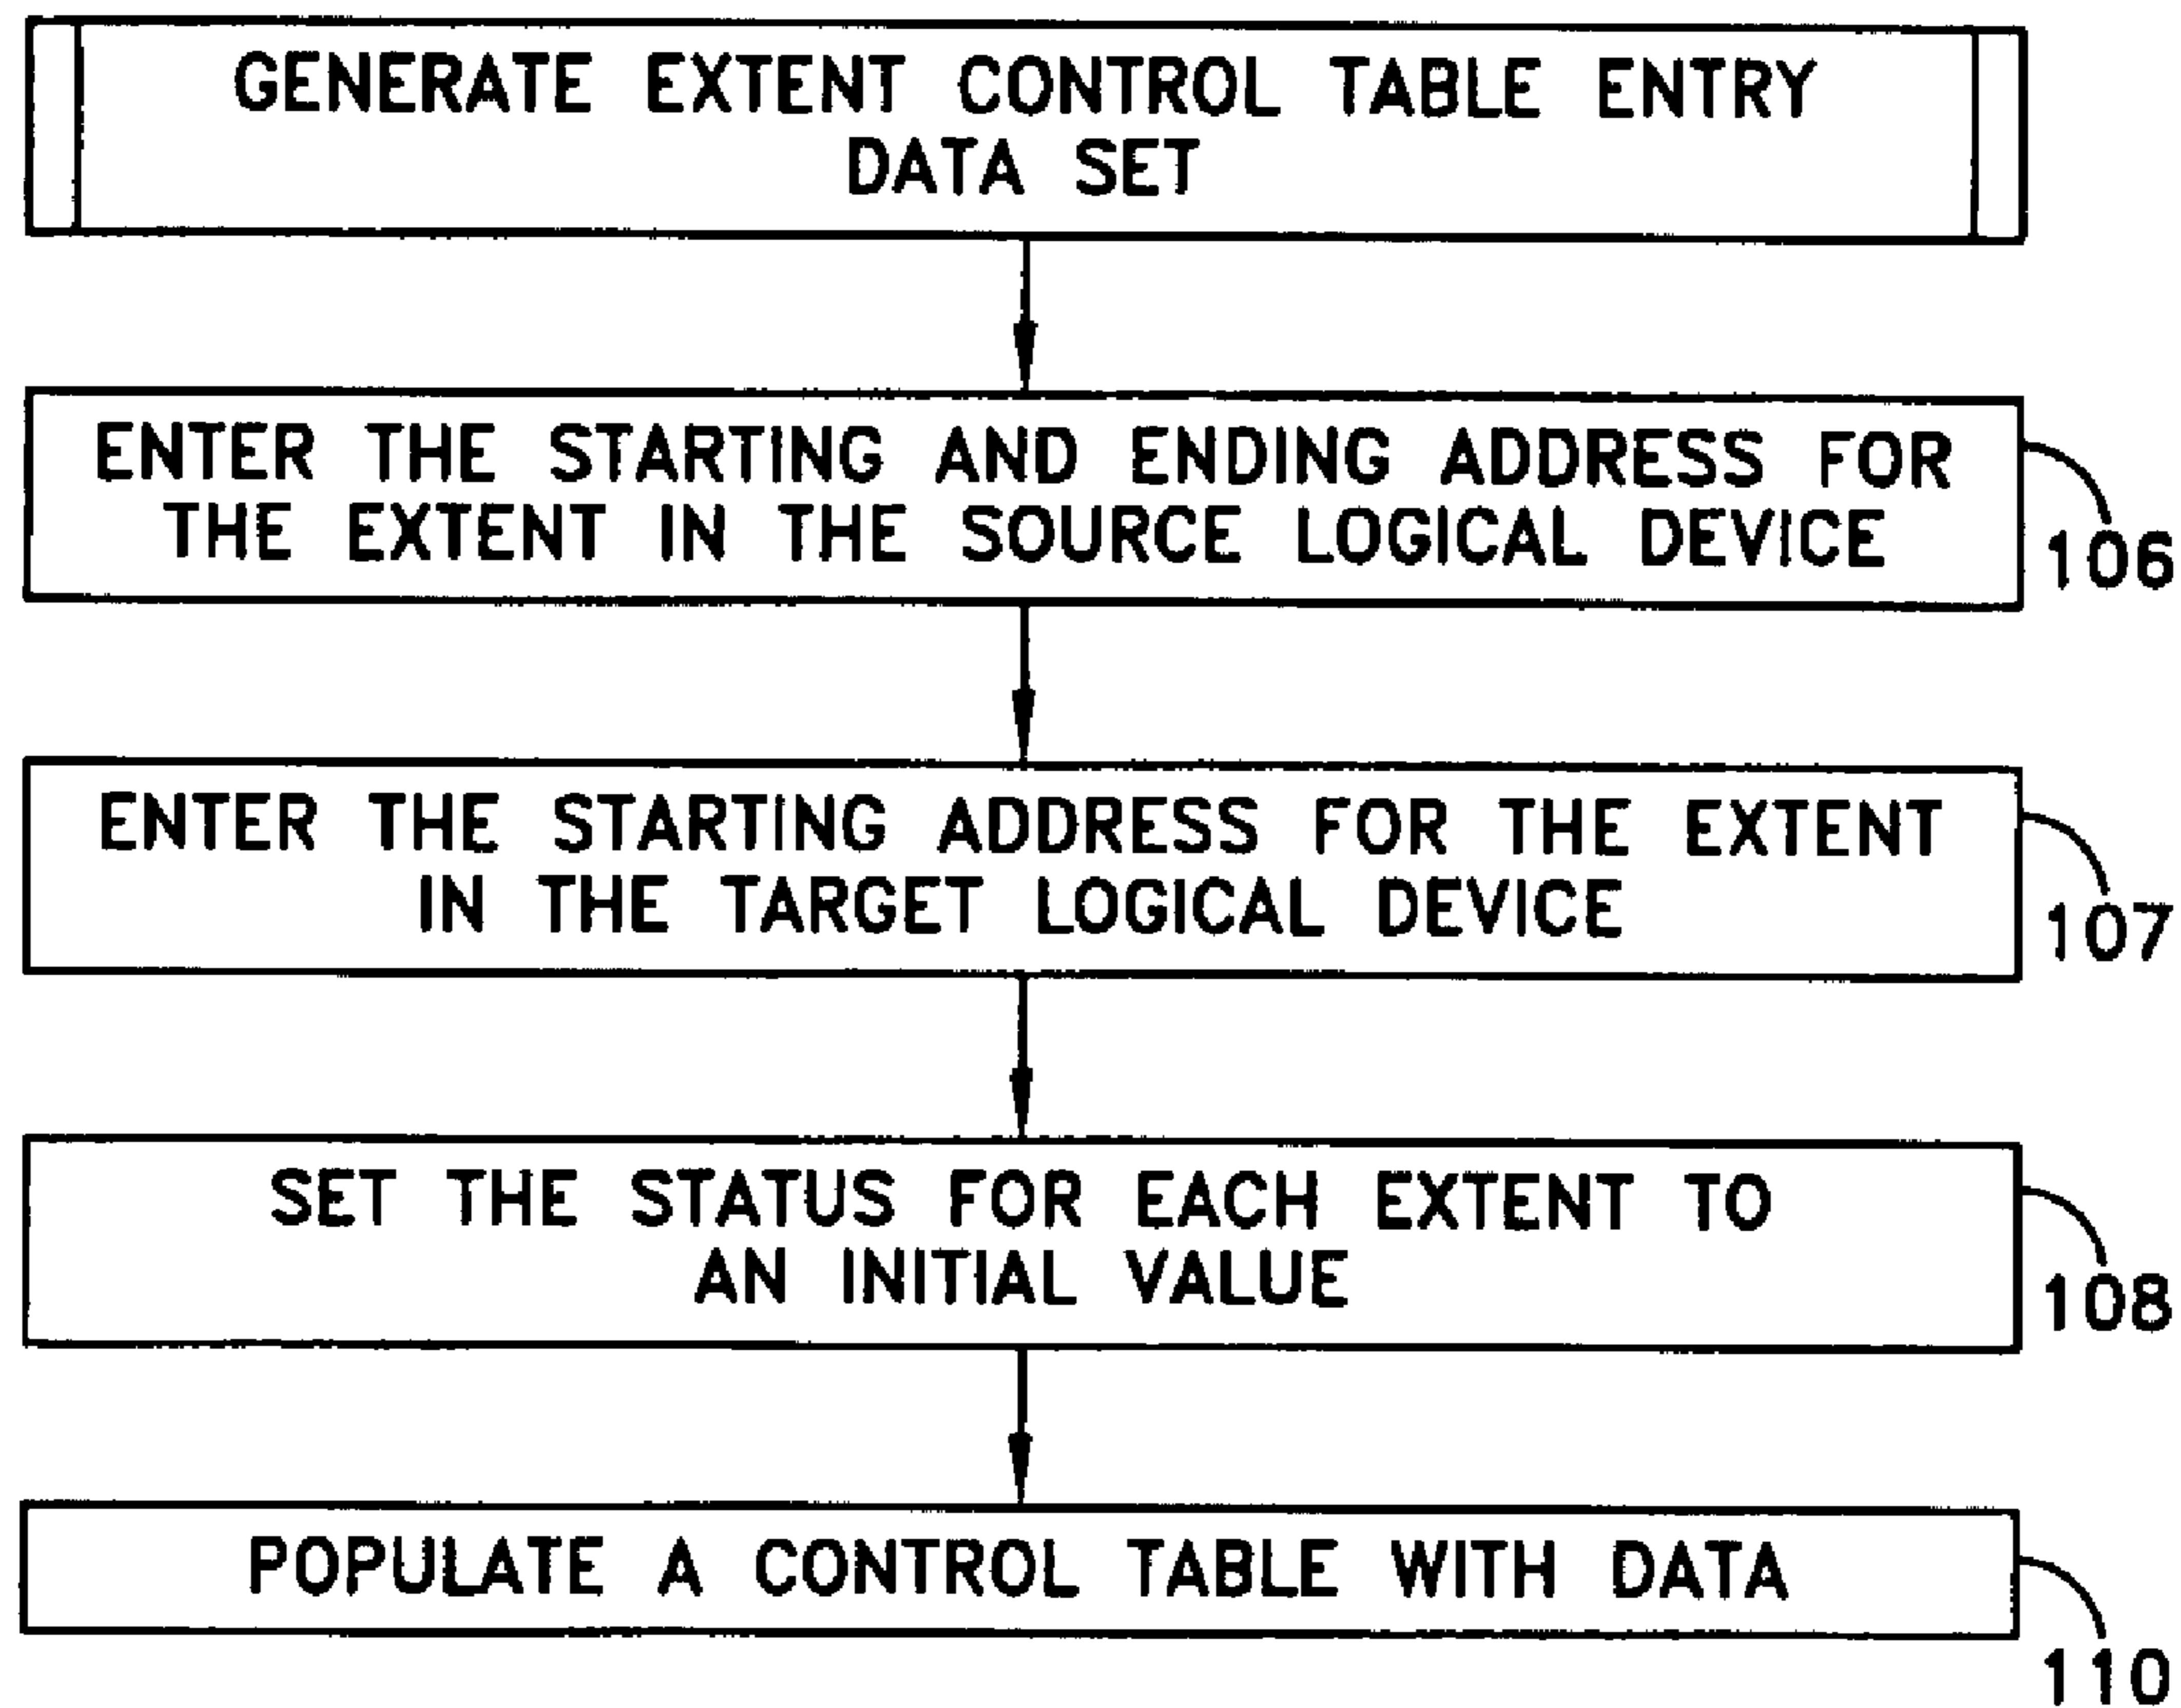 GENERATE EXTENT CONTROL TABLE ENTRY
DATA SET
ENTER THE STARTING AND ENDING ADDRESS FOR
THE EXTENT IN THE SOURCE LOGICAL DEVICE
106
ENTER THE STARTING ADDRESS FOR THE EXTENT
IN THE TARGET LOGICAL DEVICE
107
SET THE STATUS FOR EACH EXTENT TO
AN INITIAL VALUE
108
POPULATE A CONTROL TABLE WITH DATA
110